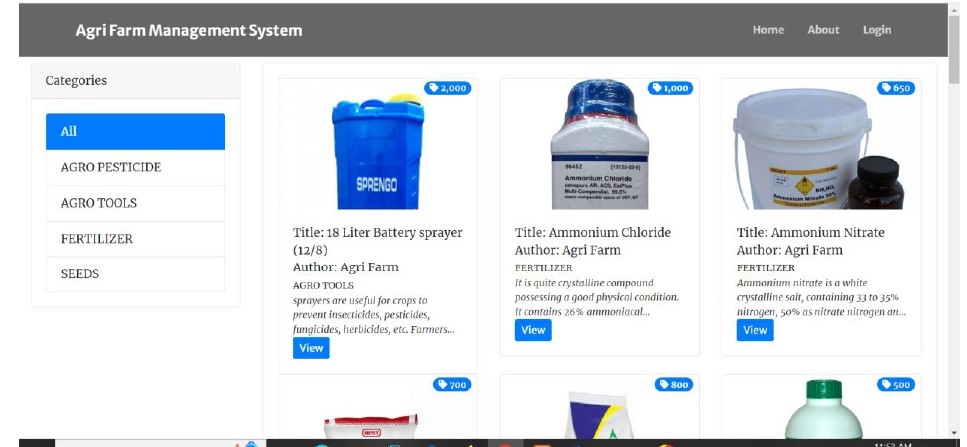 Agri Farm Management System
Home About Login
Categories
All
AGRO PESTICIDE
AGRO TOOLS
FERTILIZER
SEEDS
2,000
SPRENGO
Title: 18 Liter Battery sprayer
(12/8)
Author: Agri Farm
AGRO TOOLS
sprayers are useful for crops to
prevent insecticides, pesticides,
fungicides, herbicides, etc. Farmers...
View
1,000
Ammonium Chloride
Title: Ammonium Chloride
Author: Agri Farm
FERTILIZER
It is quite crystalline compound
possessing a good physical condition.
It contains 26% ammoniacal...
View
650
Ammonium Nitrate
Title: Ammonium Nitrate
Author: Agri Farm
FERTILIZER
Ammonium nitrate is a white
crystalline salt, containing 33 to 35%
nitrogen, 50% as nitrate nitrogen an...
View
700
BEST
800
500